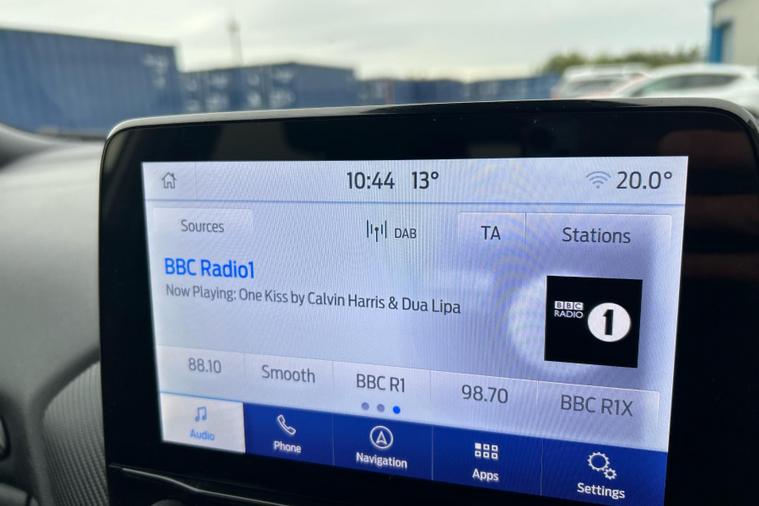 10:44 13° 20.0°
Sources DAB TA Stations
BBC Radio1
Now Playing: One Kiss by Calvin Harris & Dua Lipa
BBC
RADIO 1
88.10 Smooth BBC R1 98.70 BBC R1X
Audio Phone Navigation Apps Settings